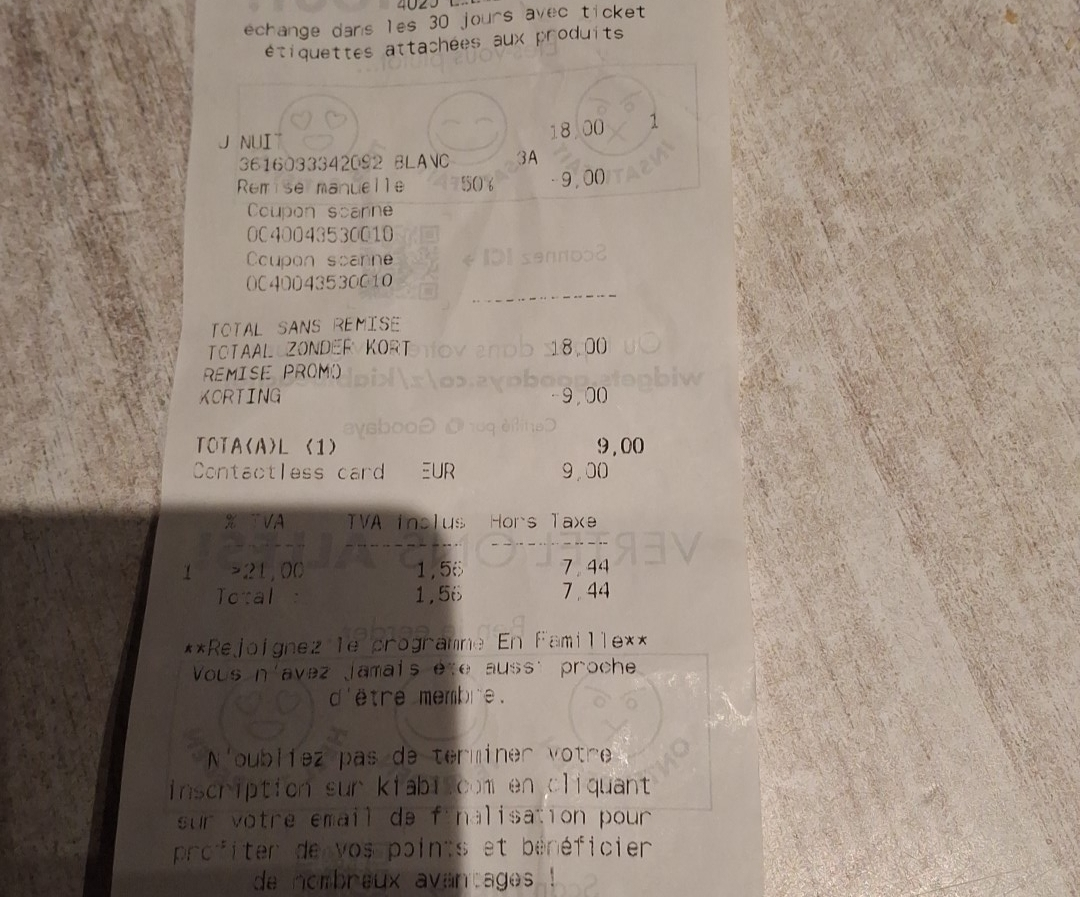 échange dans les 30 jours avec ticket
étiquettes attachées aux produits
J NUIT 18,00 1
3616033342092 BLANC 3A
Remise manuelle 50% -9,00
Coupon scanne
0C40043530010
Coupon scanne
0C40043530010
TOTAL SANS REMISE
TOTAAL ZONDER KORT 18,00
REMISE PROMO
KORTING -9,00
TOTA(A)L (1) 9,00
Contactless card EUR 9,00
% TVA TVA inclus Hors Taxe
1 >21,00 1,56 7,44
Total : 1,56 7,44
**Rejoignez le programme En Famille**
Vous n'avez jamais été aussi proche
d'être membre.
N'oubliez pas de terminer votre
inscription sur kiabi.com en cliquant
sur votre email de finalisation pour
profiter de vos points et bénéficier
de nombreux avantages !